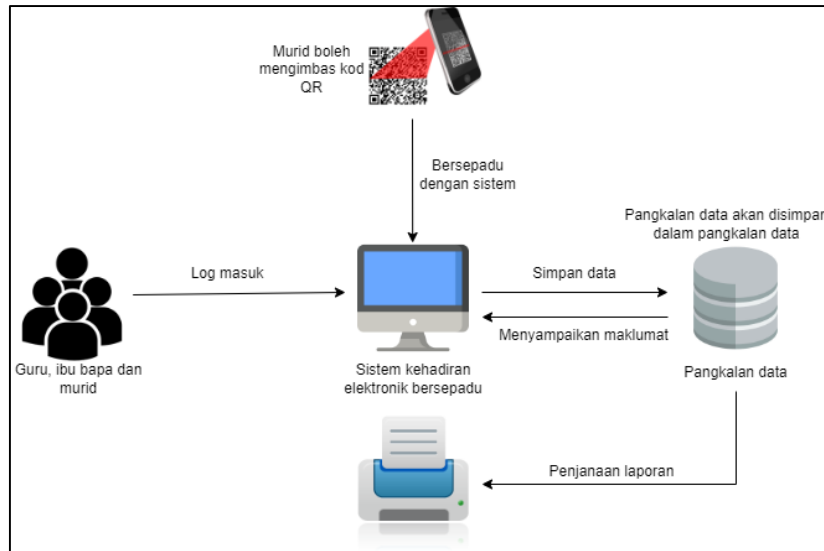 Murid boleh
mengimbas kod
QR
Bersepadu
dengan sistem
Pangkalan data akan disimpan
dalam pangkalan data
Log masuk
Simpan data
Menyampaikan maklumat
Guru, ibu bapa dan
murid
Sistem kehadiran
elektronik bersepadu
Pangkalan data
Penjanaan laporan